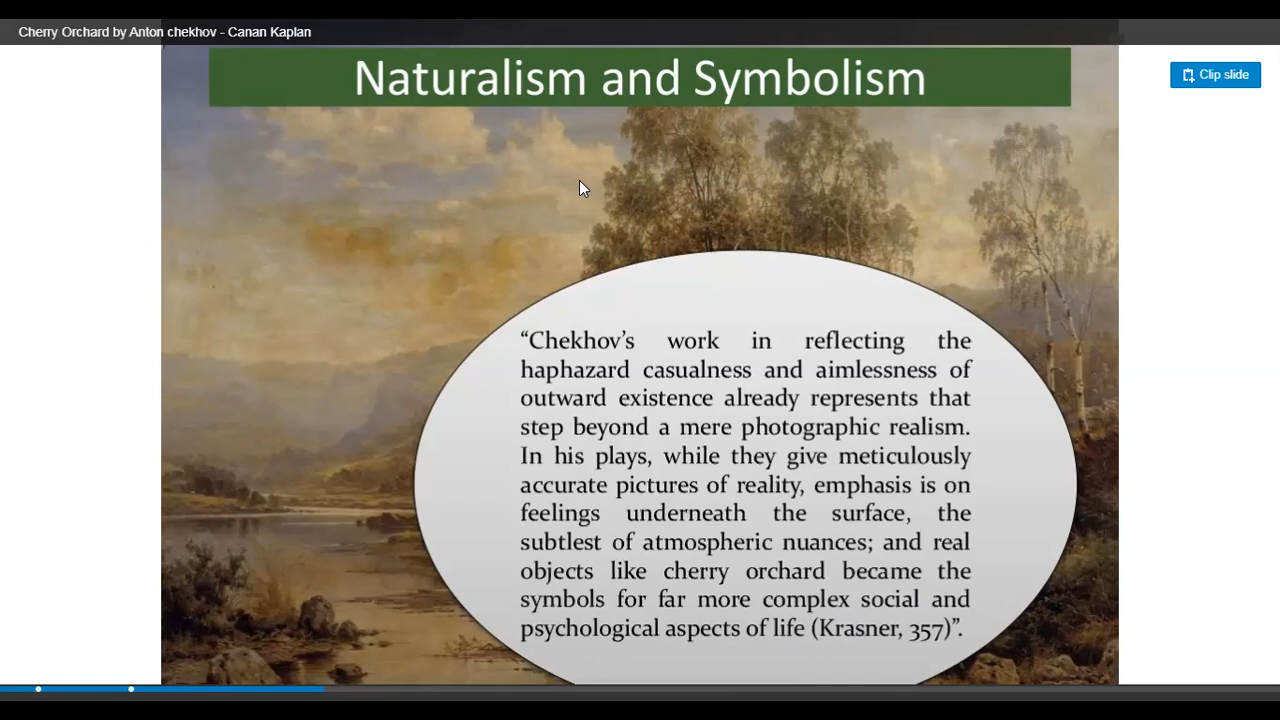 Cherry Orchard by Anton chekhov - Canan Kaplan
Naturalism and Symbolism
Clip slide
“Chekhov’s work in reflecting the
haphazard casualness and aimlessness of
outward existence already represents that
step beyond a mere photographic realism.
In his plays, while they give meticulously
accurate pictures of reality, emphasis is on
feelings underneath the surface, the
subtlest of atmospheric nuances; and real
objects like cherry orchard became the
symbols for far more complex social and
psychological aspects of life (Krasner, 357)”.